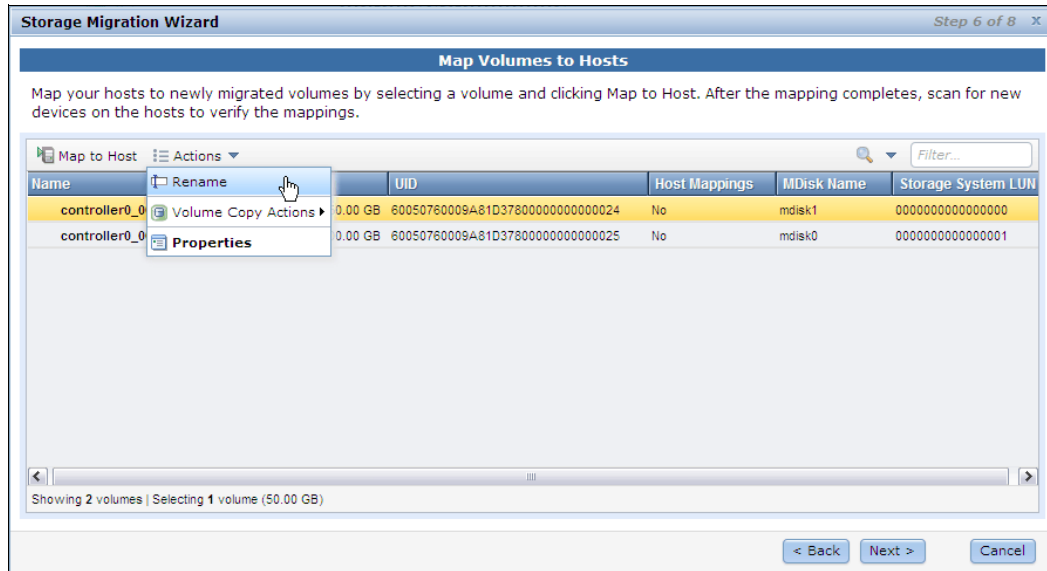 Storage Migration Wizard Step 6 of 8 X
Map Volumes to Hosts
Map your hosts to newly migrated volumes by selecting a volume and clicking Map to Host. After the mapping completes, scan for new
devices on the hosts to verify the mappings.
Map to Host Actions Filter...
Name UID Host Mappings MDisk Name Storage System LUN
Rename
controller0_0 0.00 GB 60050760009A81D37800000000000024 No mdisk1 0000000000000000
Volume Copy Actions
controller0_0 0.00 GB 60050760009A81D37800000000000025 No mdisk0 0000000000000001
Properties
Showing 2 volumes | Selecting 1 volume (50.00 GB)
< Back Next > Cancel